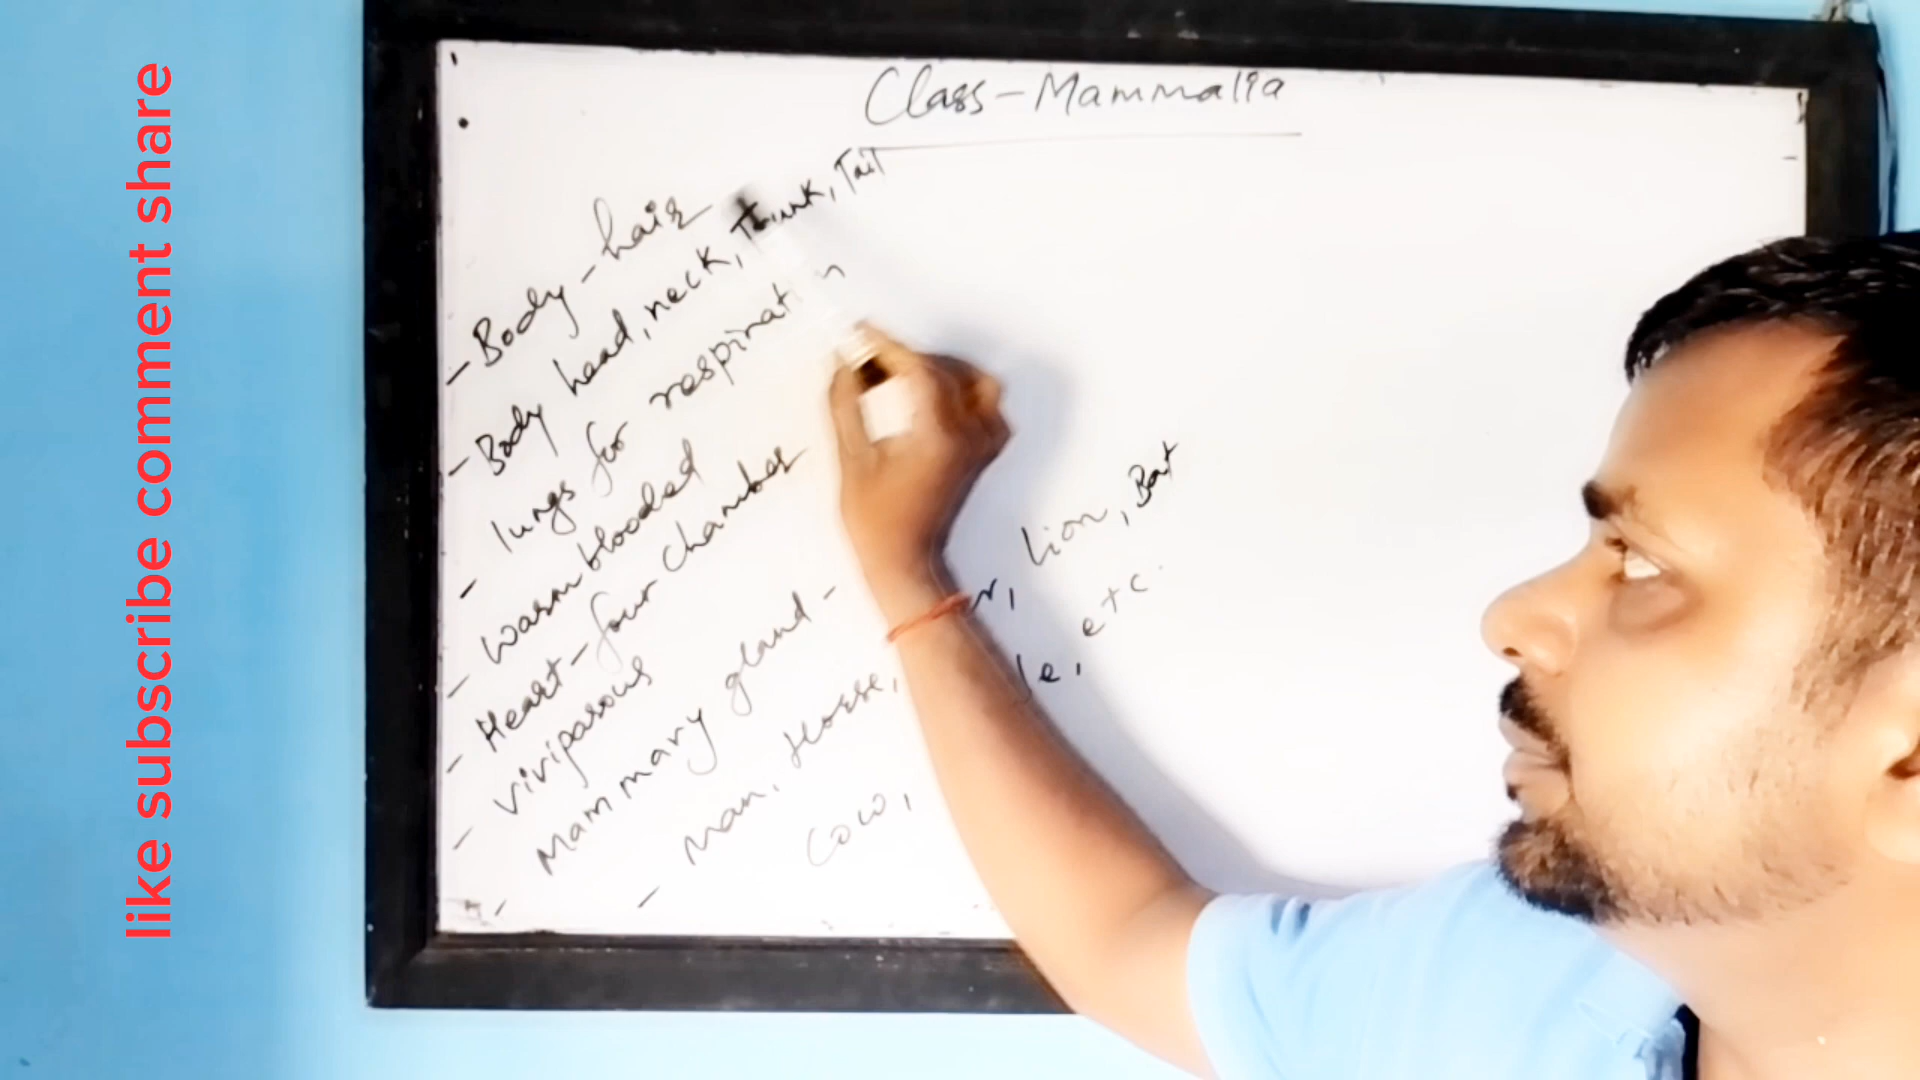 like subscribe comment share
Class-Mammalia
- Body-hair
- Body head, neck, Trunk, Tail
- lungs for respiration
- Warm blooded
- Heart-four chamber
- Viviparous
- Mammary gland-
- Man, Horse, Lion, Bat
Cow, etc.